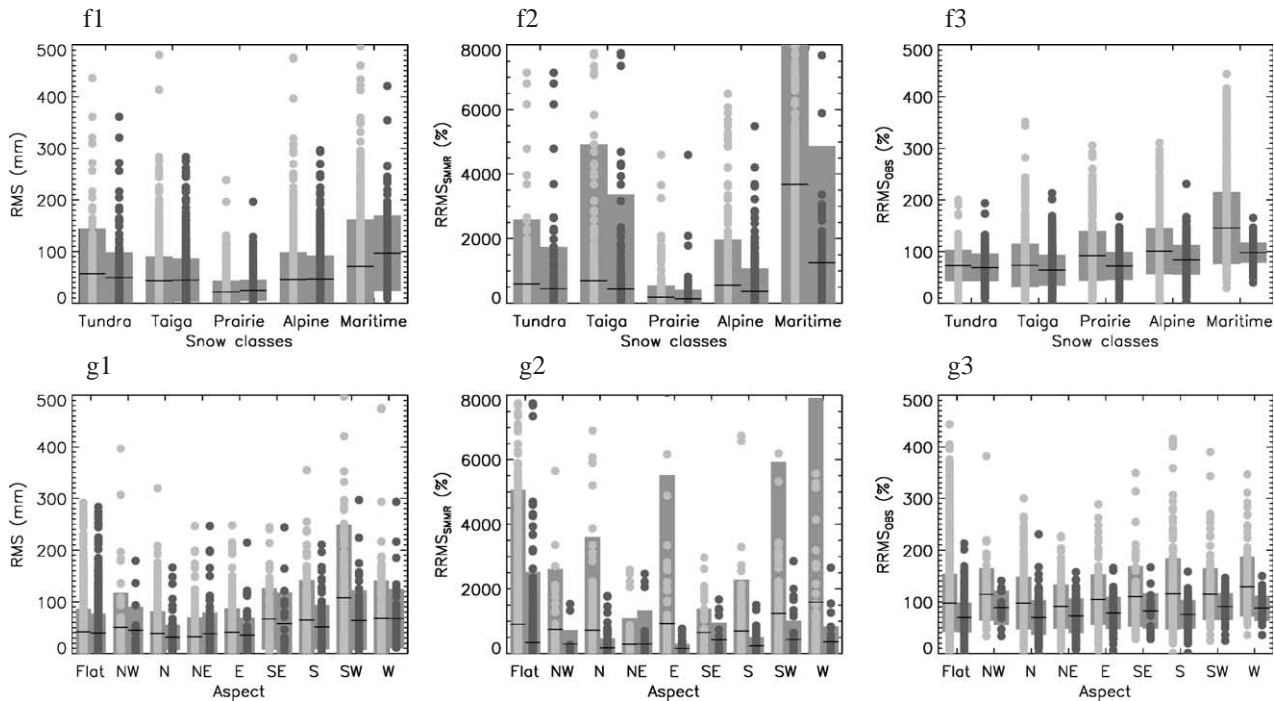 f1
f2
f3
RMS (mm)
500
400
300
200
100
0
Tundra Taiga Prairie Alpine Maritime
Snow classes
RRMS_SMMR (%)
8000
6000
4000
2000
0
Tundra Taiga Prairie Alpine Maritime
Snow classes
RRMS_OBS (%)
500
400
300
200
100
0
Tundra Taiga Prairie Alpine Maritime
Snow classes
g1
g2
g3
RMS (mm)
500
400
300
200
100
0
Flat NW N NE E SE S SW W
Aspect
RRMS_SMMR (%)
8000
6000
4000
2000
0
Flat NW N NE E SE S SW W
Aspect
RRMS_OBS (%)
500
400
300
200
100
0
Flat NW N NE E SE S SW W
Aspect